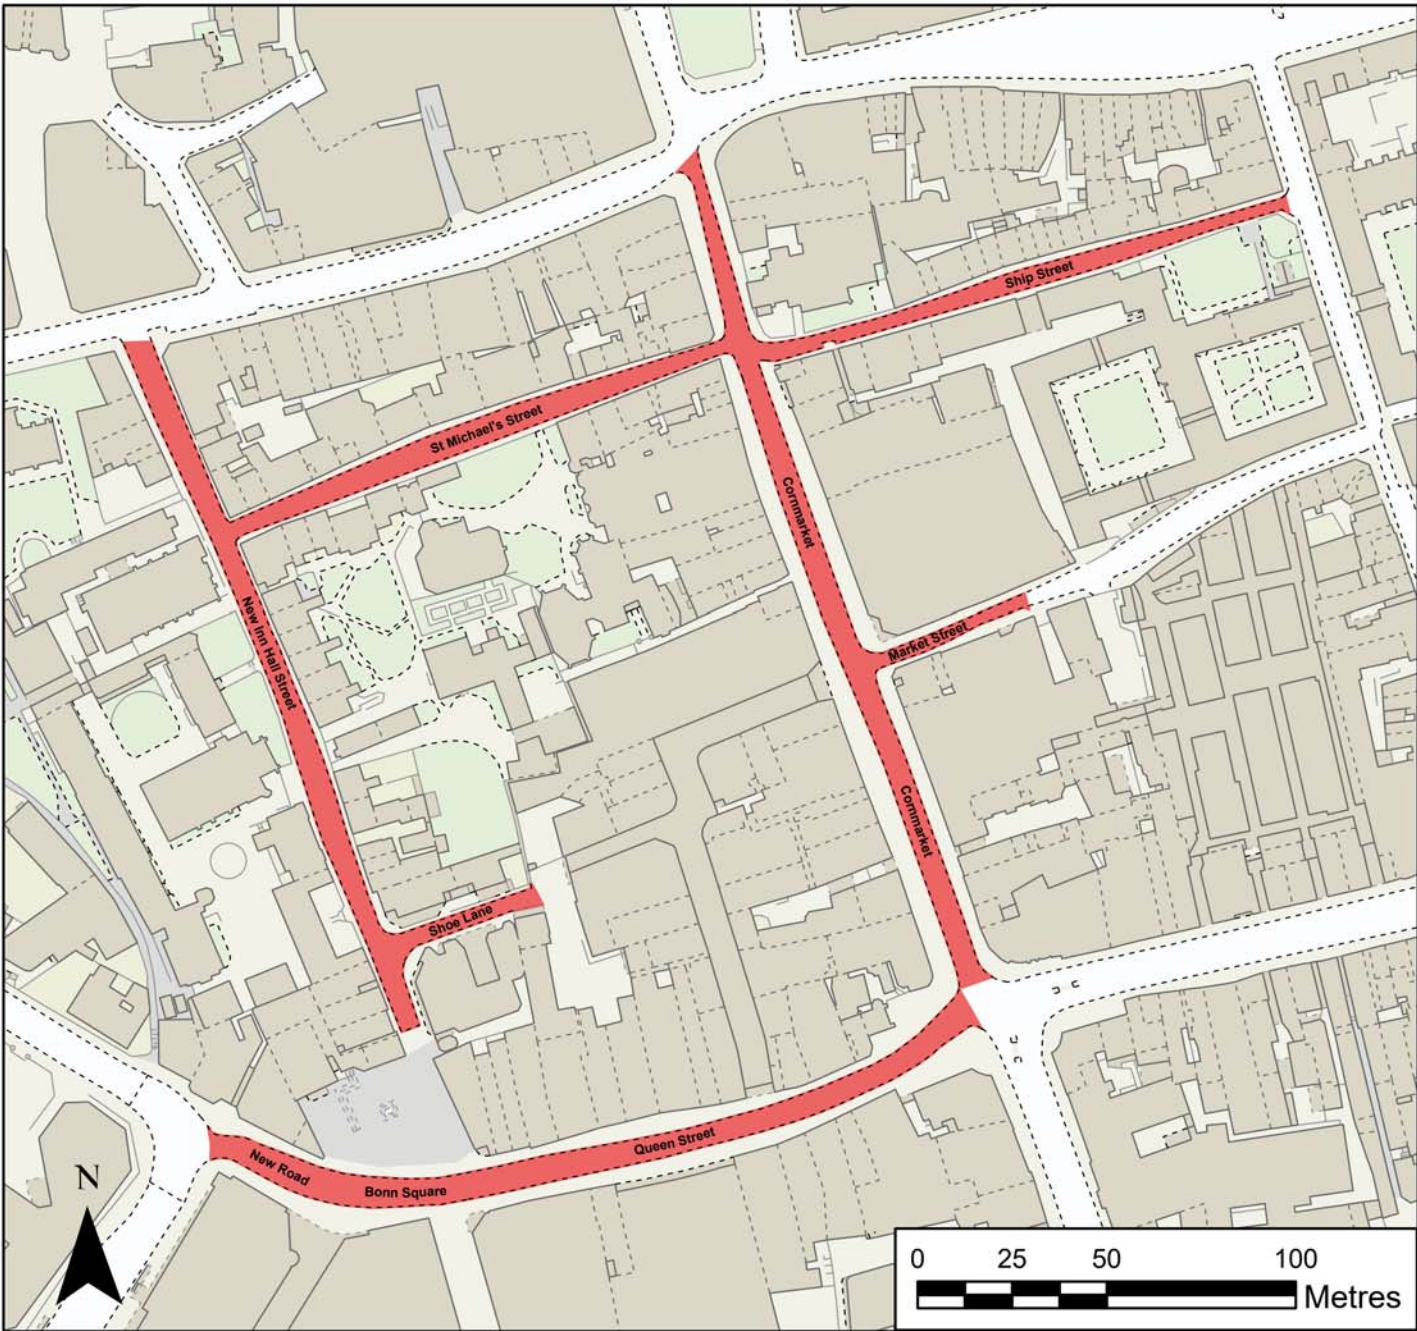 Ship Street
St Michael's Street
Cornmarket
New Inn Hall Street
Market Street
Cornmarket
Shoe Lane
Queen Street
New Road
Bonn Square
N
0 25 50 100
Metres